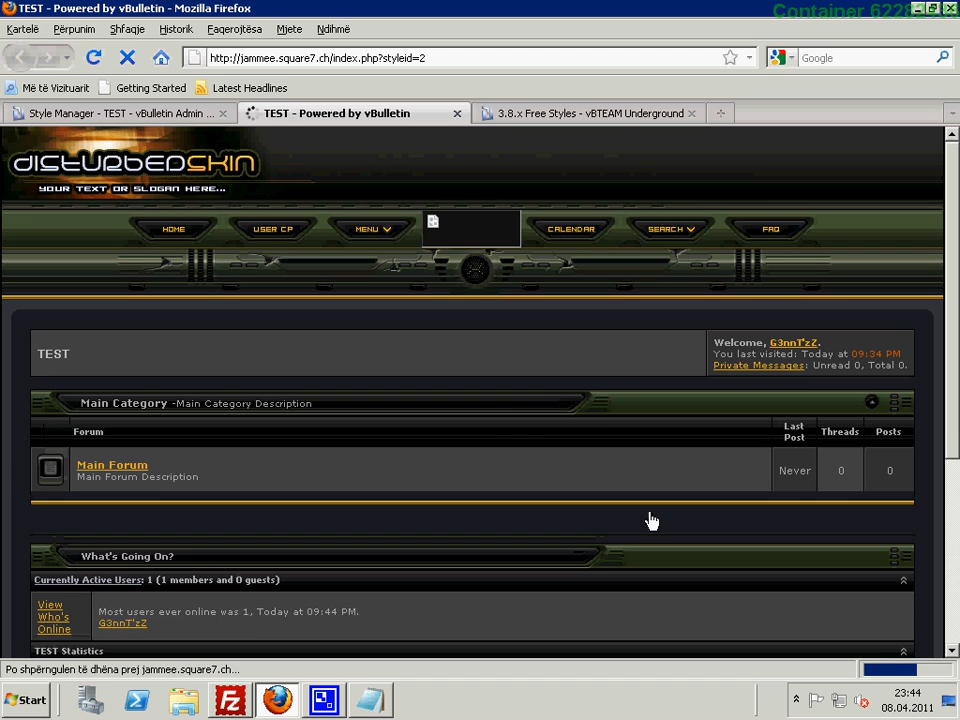 TEST - Powered by vBulletin - Mozilla Firefox
Kartelë Përpunim Shfaqje Historik Faqerojtësa Mjete Ndihmë
http://jammee.square7.ch/index.php?styleid=2
Google
Më të Vizituarit Getting Started Latest Headlines
Style Manager - TEST - vBulletin Admin ...
TEST - Powered by vBulletin
3.8.x Free Styles - vBTEAM Underground
DISTURBEDSKIN
YOUR TEXT OR SLOGAN HERE...
HOME USER CP MENU CALENDAR SEARCH FAQ
TEST
Welcome, G3nnT'zZ.
You last visited: Today at 09:34 PM
Private Messages: Unread 0, Total 0.
Main Category -Main Category Description
Forum Last Post Threads Posts
Main Forum
Main Forum Description
Never 0 0
What's Going On?
Currently Active Users: 1 (1 members and 0 guests)
View Who's Online
Most users ever online was 1, Today at 09:44 PM.
G3nnT'zZ
TEST Statistics
Po shpërngulen të dhëna prej jammee.square7.ch...
Start
23:44
08.04.2011